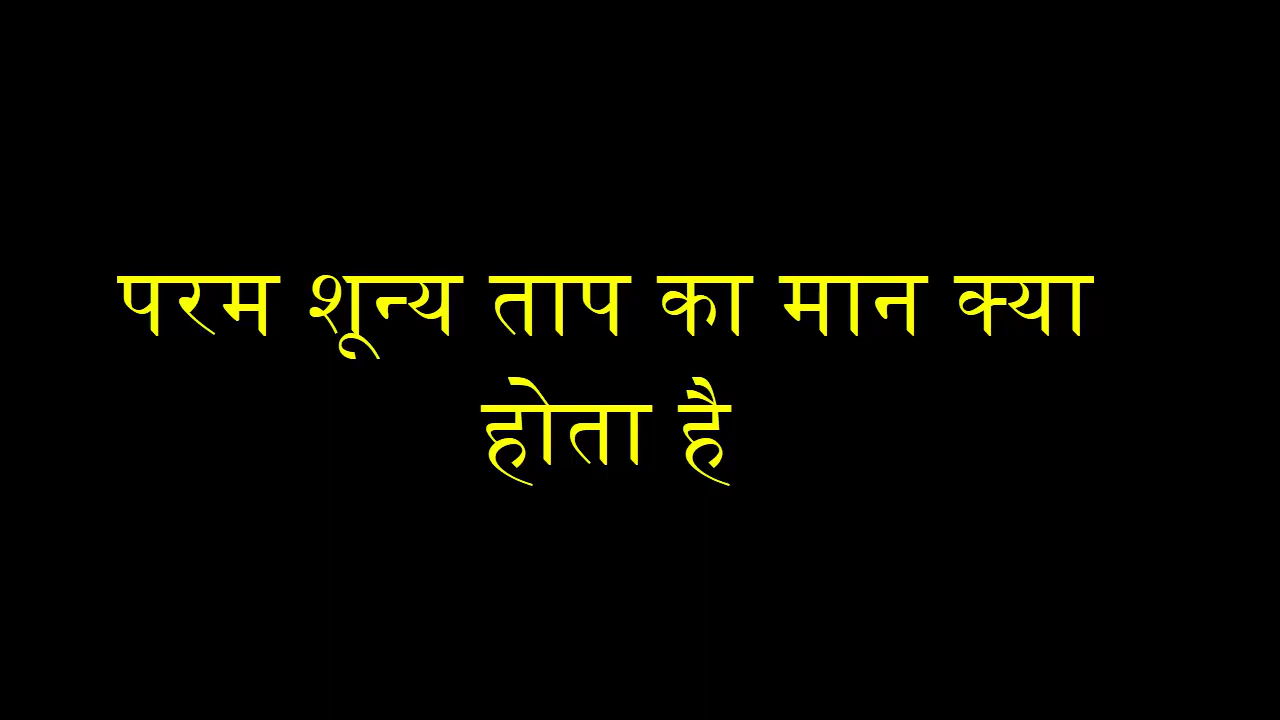 परम शून्य ताप का मान क्या
होता है